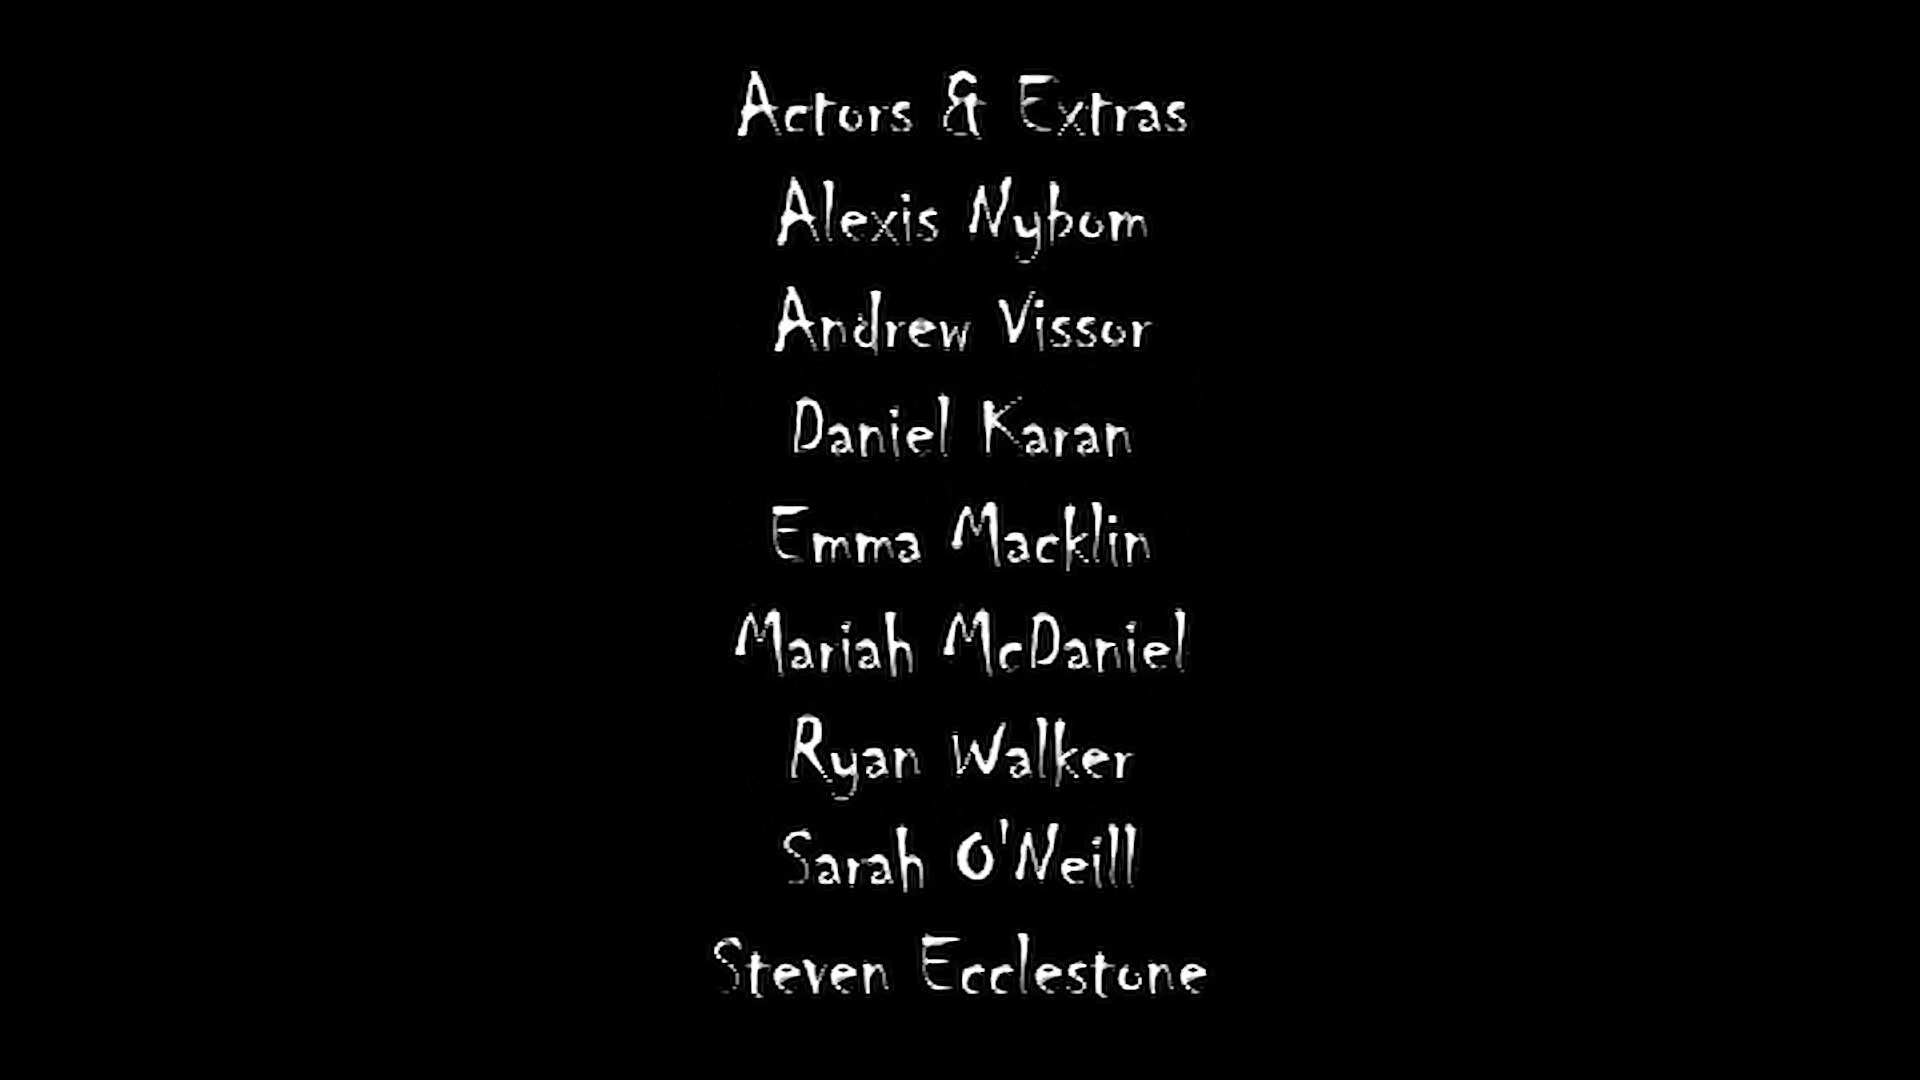 Actors & Extras
Alexis Nybom
Andrew Vissor
Daniel Karan
Emma Macklin
Mariah McDaniel
Ryan Walker
Sarah O'Neill
Steven Ecclestone